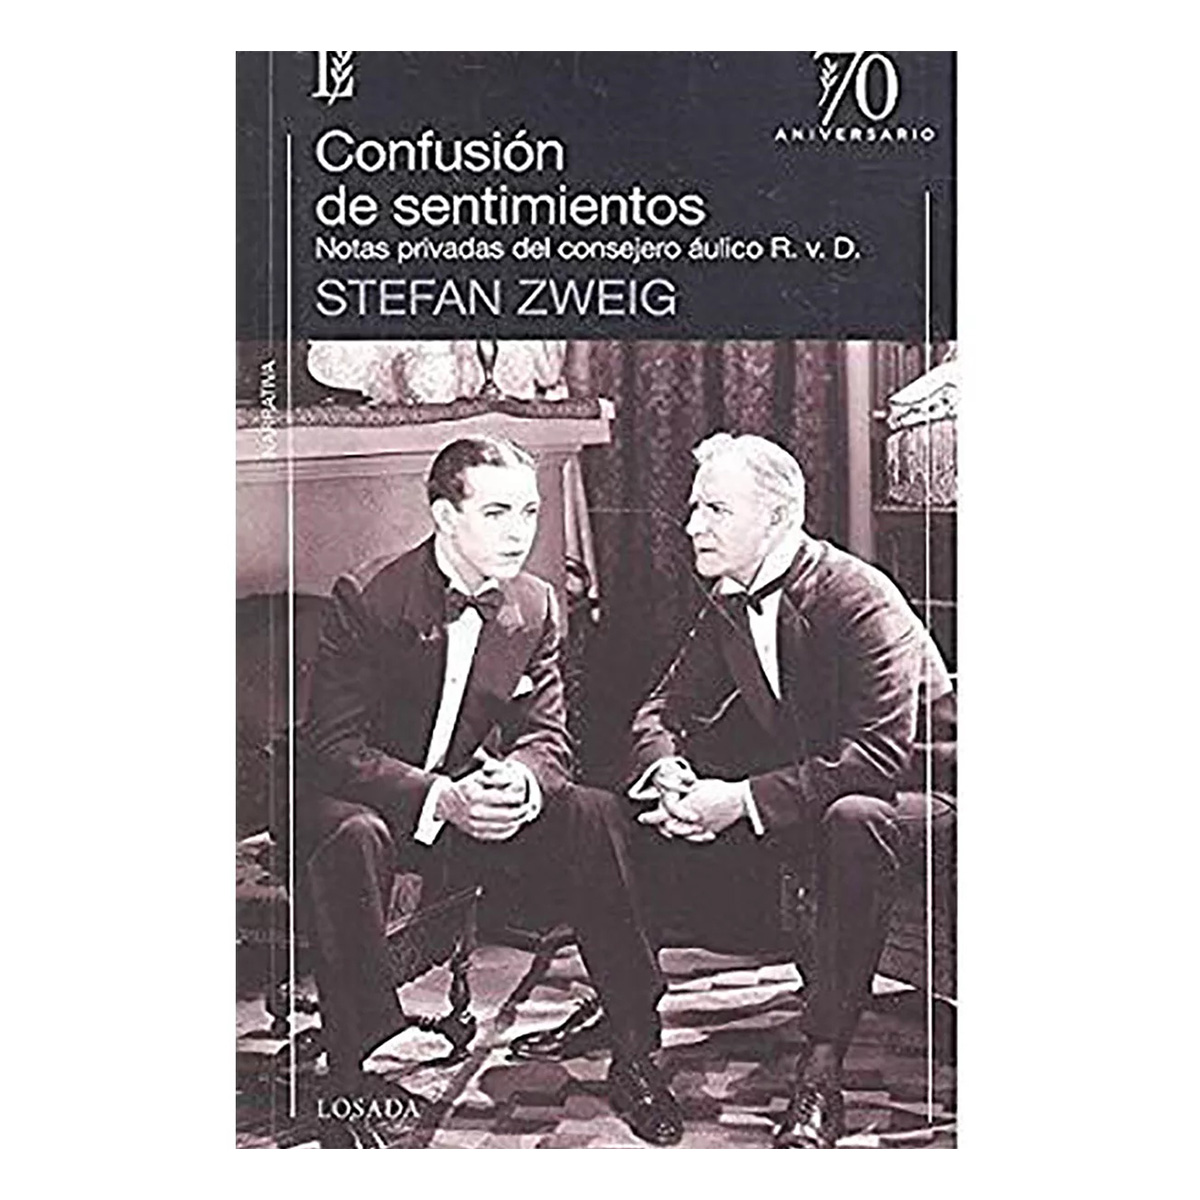 70
ANIVERSARIO
Confusión
de sentimientos
Notas privadas del consejero áulico R. v. D.
STEFAN ZWEIG
NARRATIVA
LOSADA